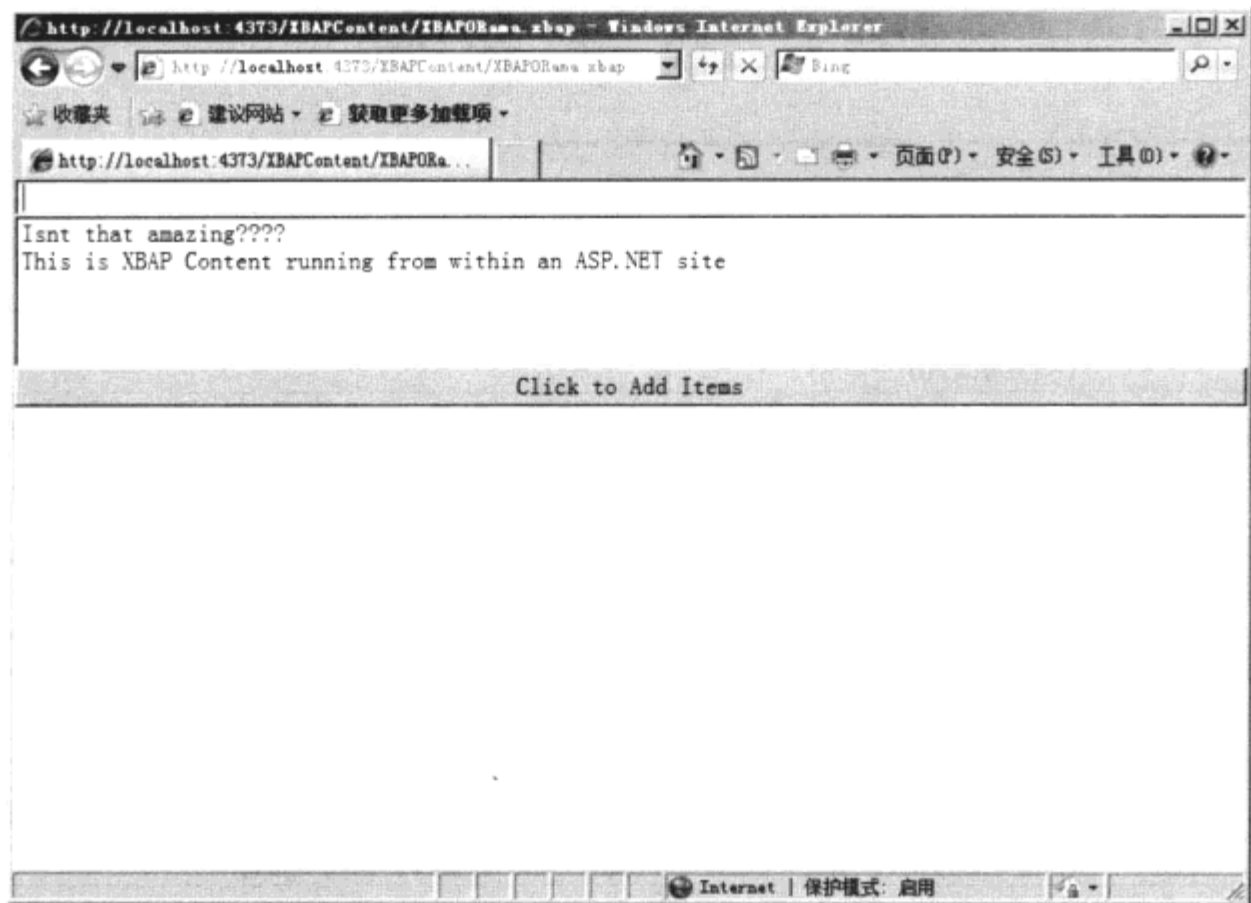 http://localhost:4373/XBAPContent/XBAPORama.xbap - Windows Internet Explorer
http://localhost:4373/XBAPContent/XBAPORama.xbap
Bing
收藏夹 建议网站 获取更多加载项
http://localhost:4373/XBAPContent/XBAPORa...
页面(P) 安全(S) 工具(O)
Isnt that amazing????
This is XBAP Content running from within an ASP.NET site
Click to Add Items
Internet | 保护模式: 启用